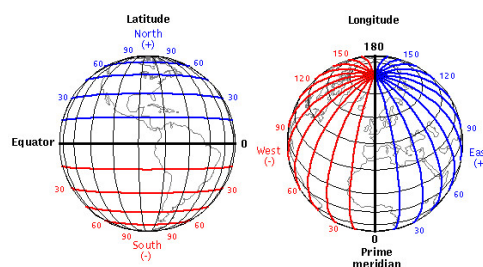 Latitude
North
(+)
90 90
60 60
30 30
Equator 0
30 30
60 60
90 90
South
(-)
Longitude
180
150 150
120 120
90 90
West
(-)
Eas
(+
60 60
30 30
0
Prime
meridian